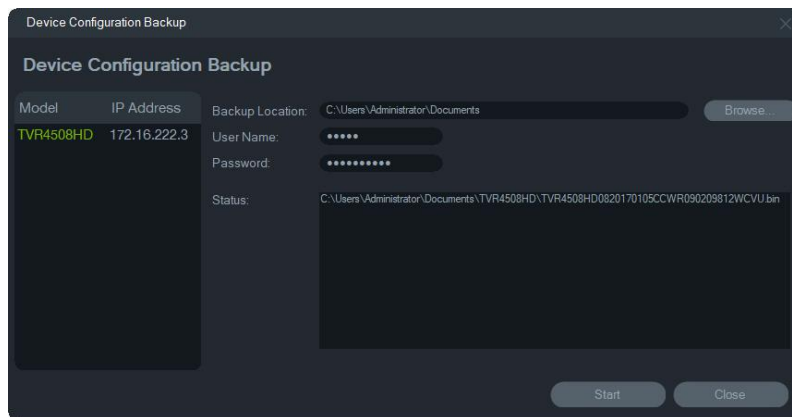 Device Configuration Backup
Device Configuration Backup
Model IP Address
TVR4508HD 172.16.222.3
Backup Location: C:\Users\Administrator\Documents Browse...
User Name: •••••
Password: ••••••••••
Status: C:\Users\Administrator\Documents\TVR4508HD\TVR4508HD0820170105CCWR090209812WCVU.bin
Start Close